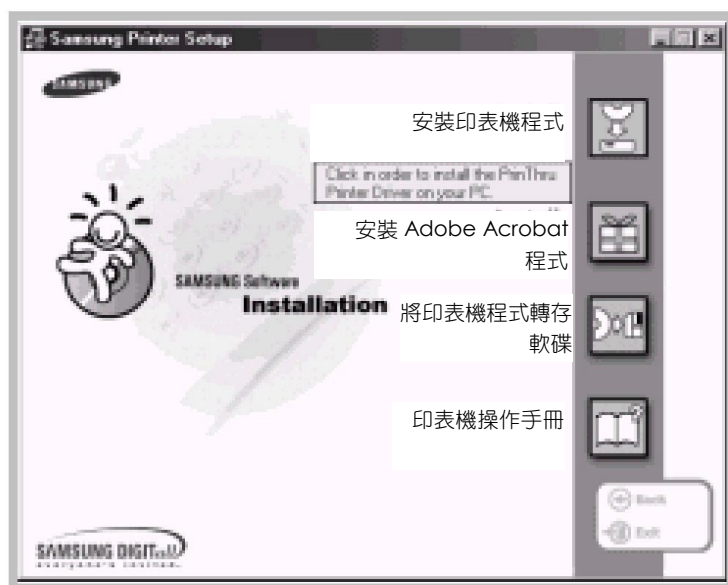 Samsung Printer Setup
SAMSUNG
安裝印表機程式
Click in order to install the PrinThru
Printer Driver on your PC.
安裝 Adobe Acrobat
程式
SAMSUNG Software
Installation
將印表機程式轉存
軟碟
印表機操作手冊
Back
Exit
SAMSUNG DIGITall
everyone's invited.